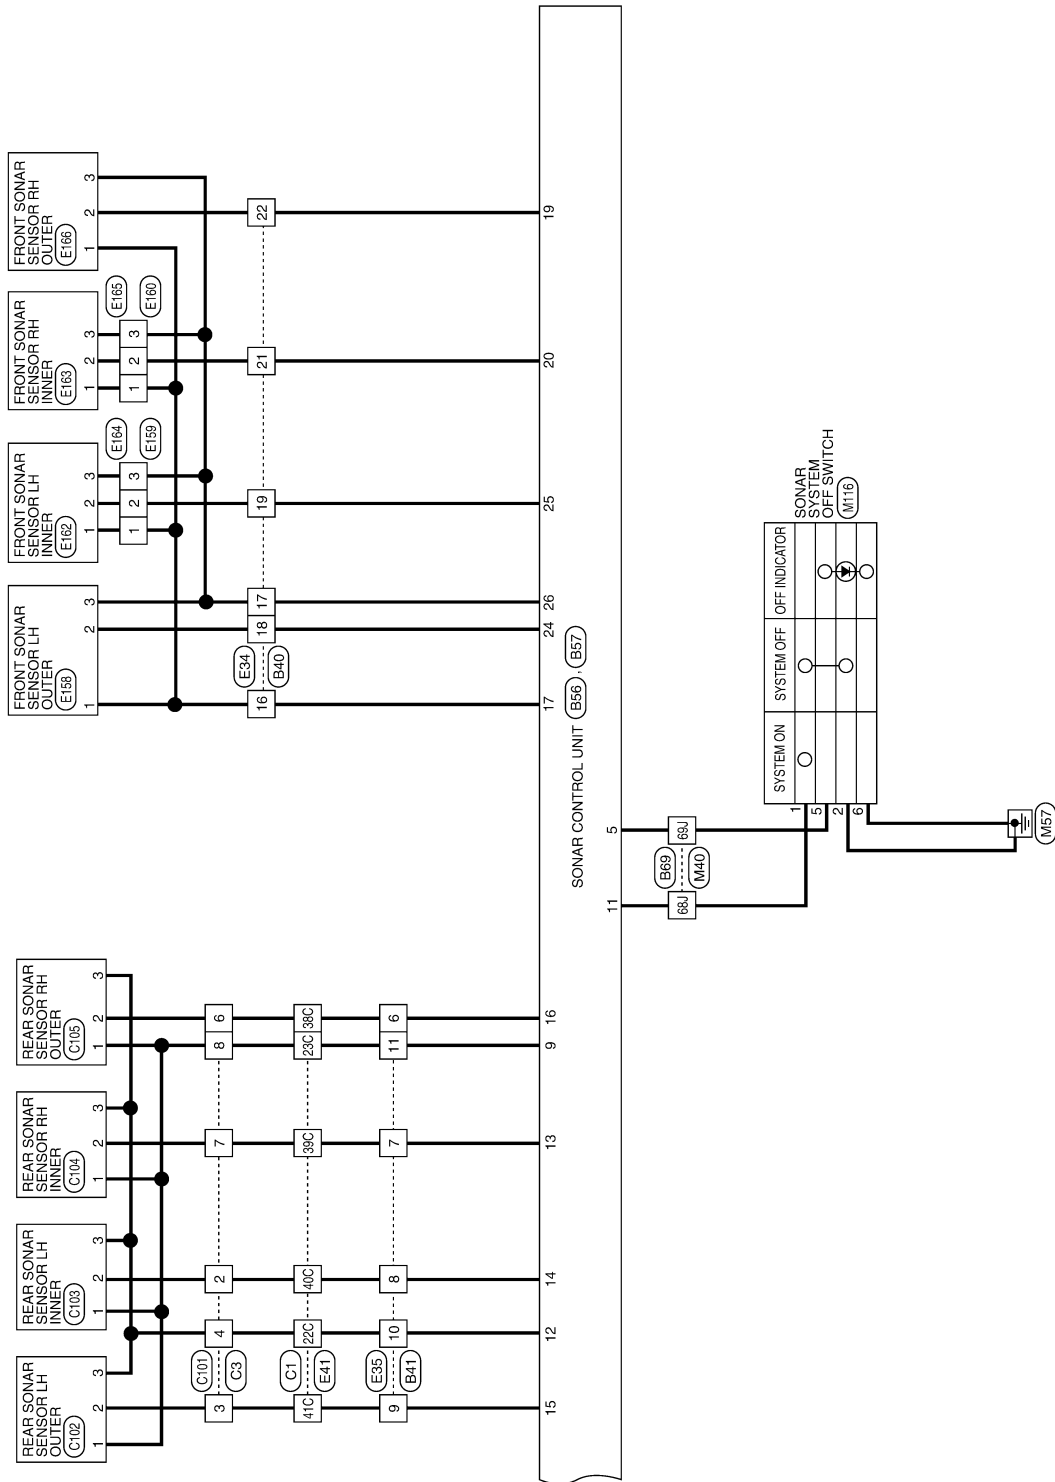 REAR SONAR
SENSOR LH
OUTER
C102
1 2 3
REAR SONAR
SENSOR LH
INNER
C103
1 2 3
REAR SONAR
SENSOR RH
INNER
C104
1 2 3
REAR SONAR
SENSOR RH
OUTER
C105
1 2 3
FRONT SONAR
SENSOR LH
OUTER
E158
1 2 3
FRONT SONAR
SENSOR LH
INNER
E162
1 2 3
E164
1 2 3
E159
FRONT SONAR
SENSOR RH
INNER
E163
1 2 3
E165
1 2 3
E160
FRONT SONAR
SENSOR RH
OUTER
E166
1 2 3
C101
3 4 2 7 8 6
C3
C1
41C 22C 40C 39C 23C 38C
E41
E35
9 10 8 7 11 6
B41
E34
16 18 17 19 21 22
B40
15 12 14 13 9 16
17 24 26 25 20 19
SONAR CONTROL UNIT B56 , B57
11 5
B69
68J 69J
M40
SONAR
SYSTEM
OFF SWITCH
M116
SYSTEM ON SYSTEM OFF OFF INDICATOR
1
5
2
6
M57